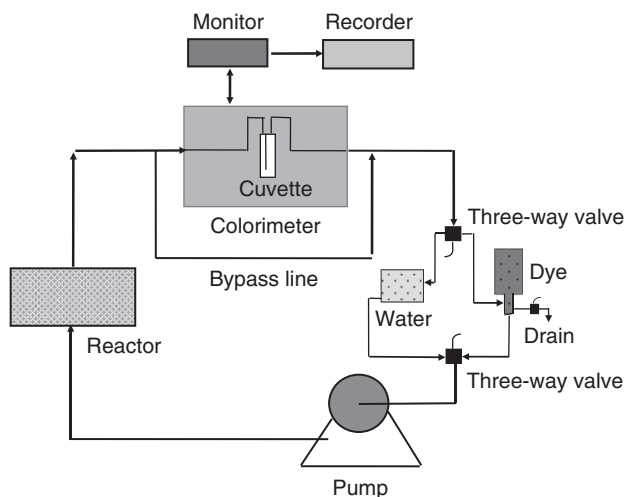 Monitor
Recorder
Cuvette
Colorimeter
Three-way valve
Bypass line
Dye
Water
Drain
Reactor
Three-way valve
Pump